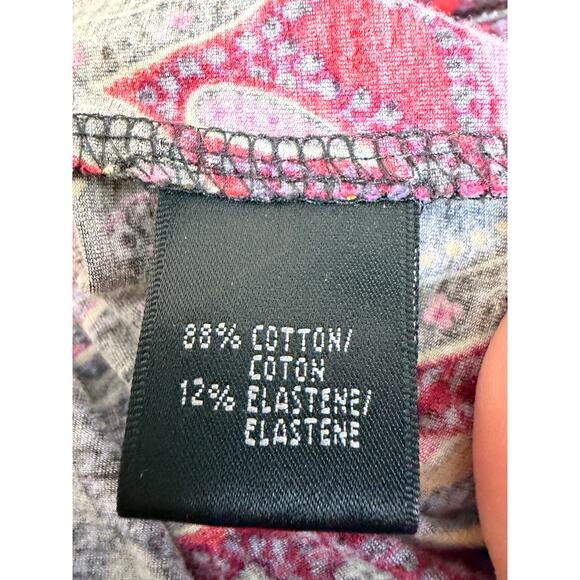 88% COTTON/
COTON
12% ELASTENE/
ELASTENE